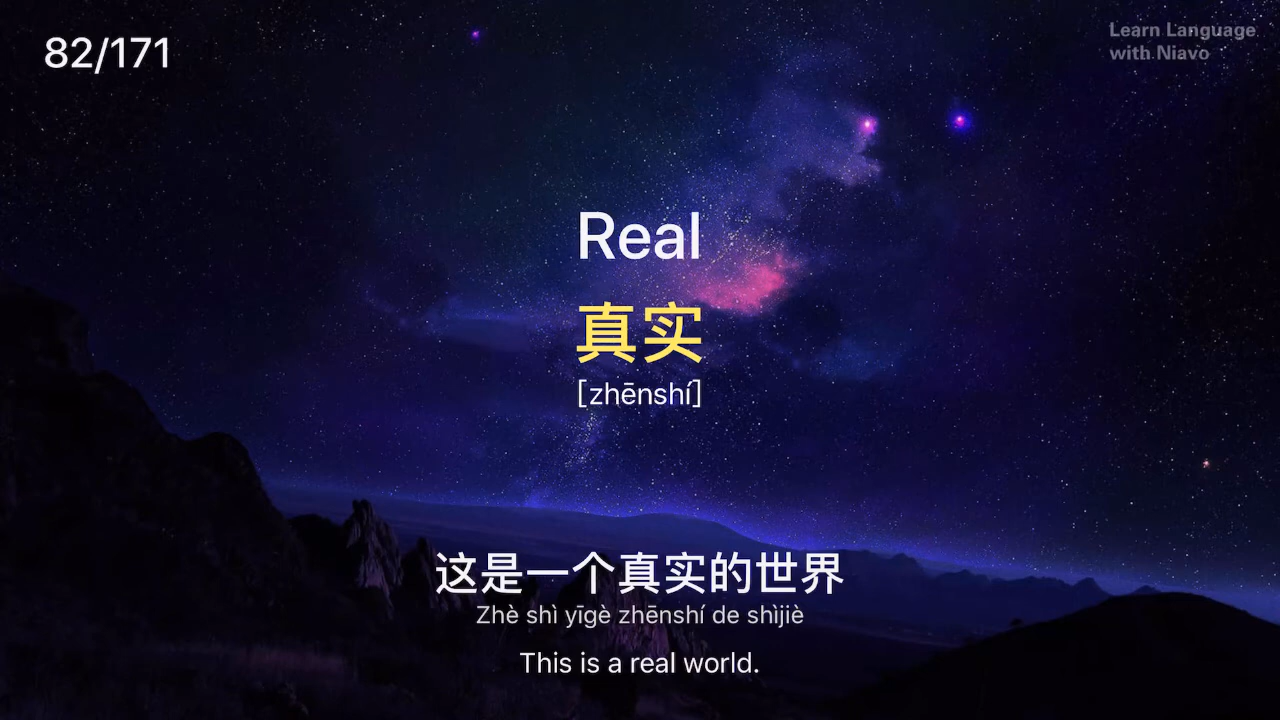 82/171
Learn Language
with Niavo
Real
真实
[zhēnshí]
这是一个真实的世界
Zhè shì yīgè zhēnshí de shìjiè
This is a real world.